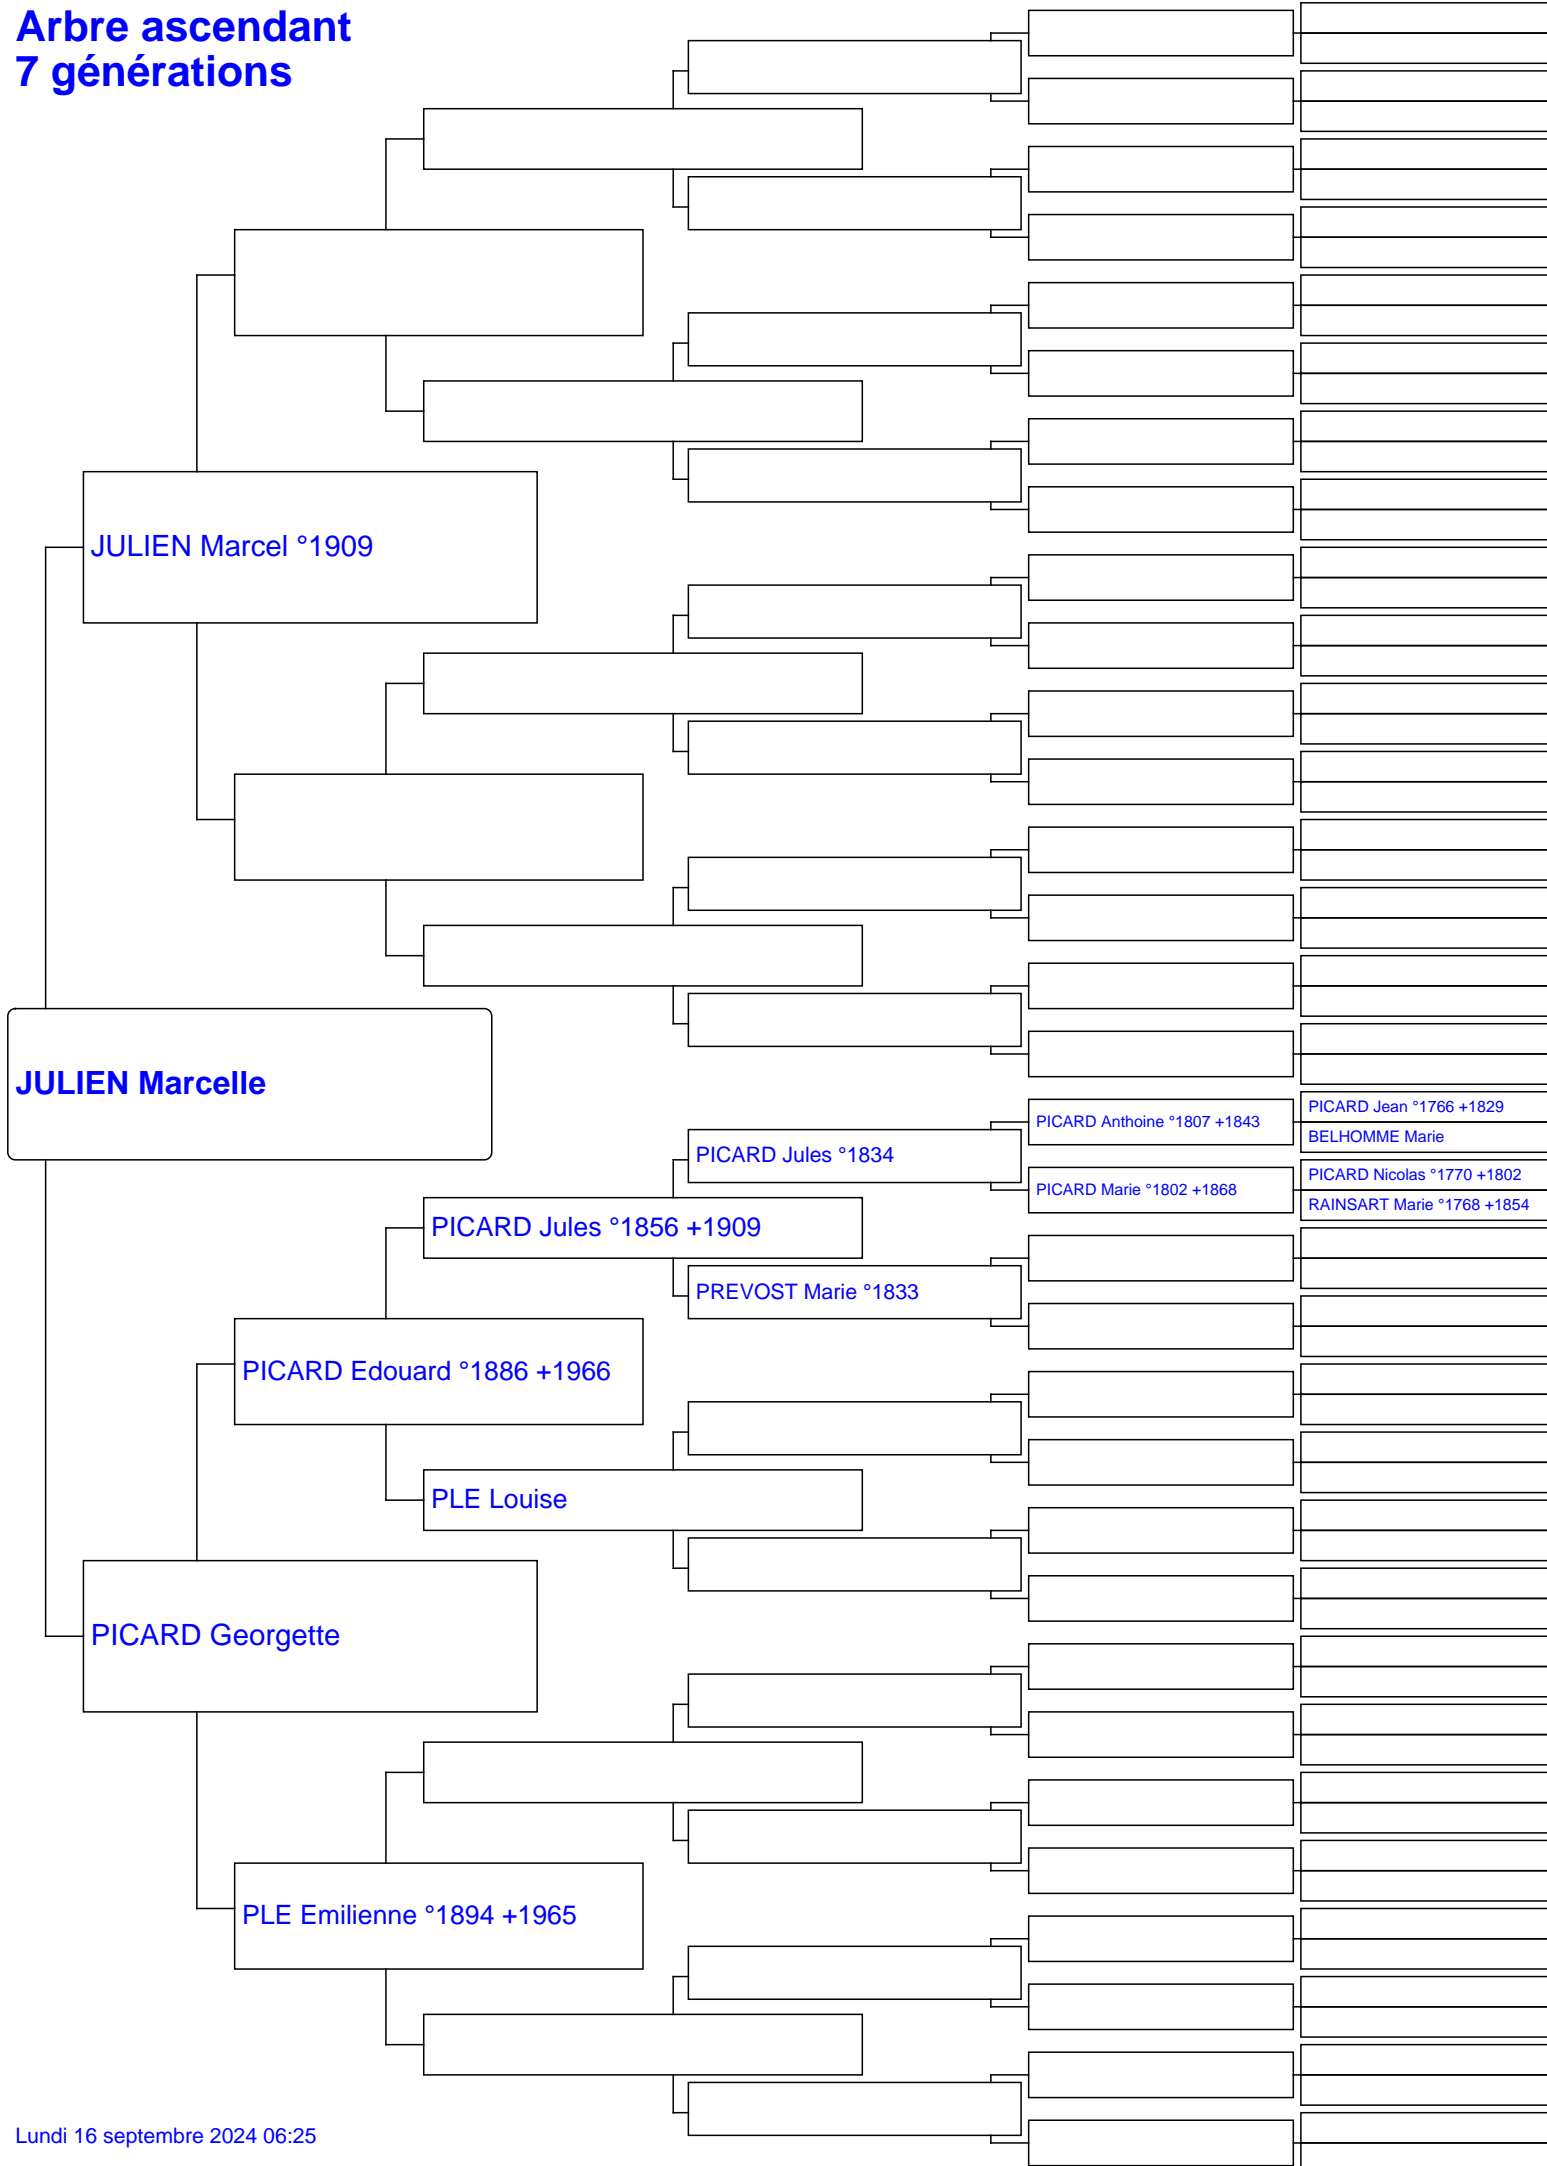 Arbre ascendant
7 générations
JULIEN Marcel °1909
JULIEN Marcelle
PICARD Anthoine °1807 +1843
PICARD Jean °1766 +1829
BELHOMME Marie
PICARD Jules °1834
PICARD Marie °1802 +1868
PICARD Nicolas °1770 +1802
RAINSART Marie °1768 +1854
PICARD Jules °1856 +1909
PREVOST Marie °1833
PICARD Edouard °1886 +1966
PLE Louise
PICARD Georgette
PLE Emilienne °1894 +1965
Lundi 16 septembre 2024 06:25